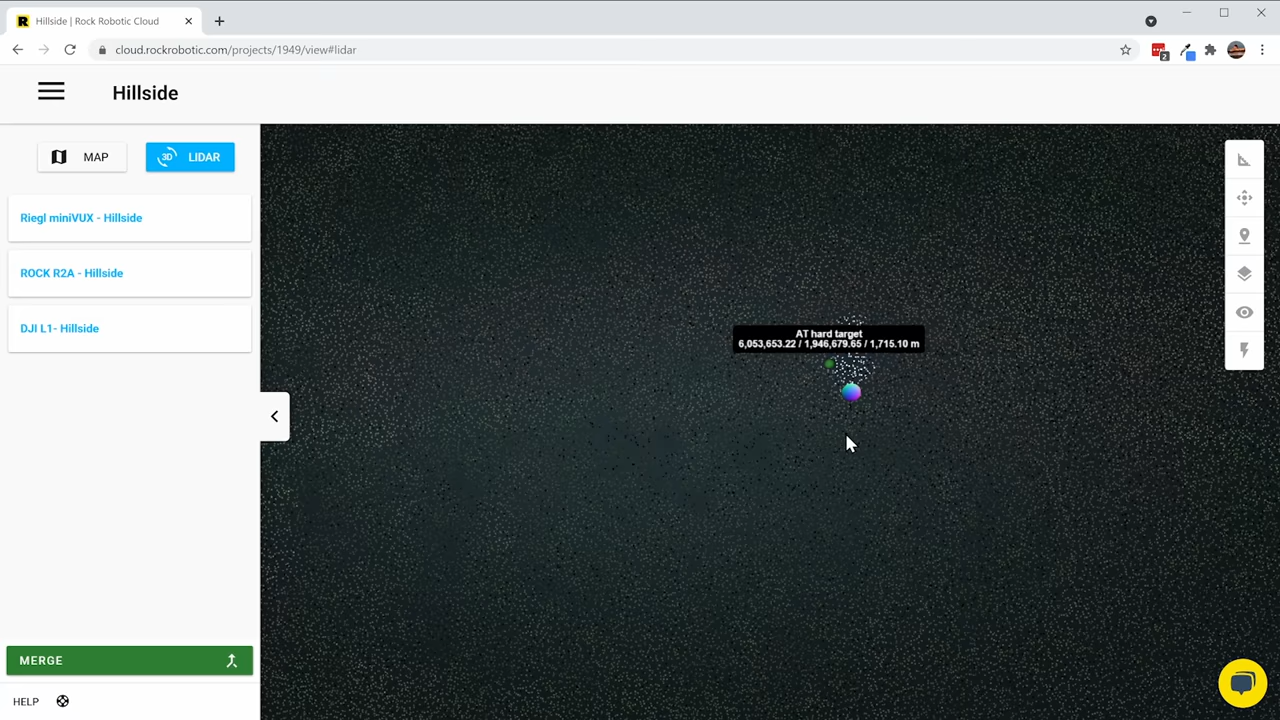 Hillside | Rock Robotic Cloud
cloud.rockrobotic.com/projects/1949/view#lidar
2
Hillside
MAP
3D LIDAR
Riegl miniVUX - Hillside
ROCK R2A - Hillside
DJI L1- Hillside
AT hard target
6,053,653.22 / 1,946,679.65 / 1,715.10 m
MERGE
HELP